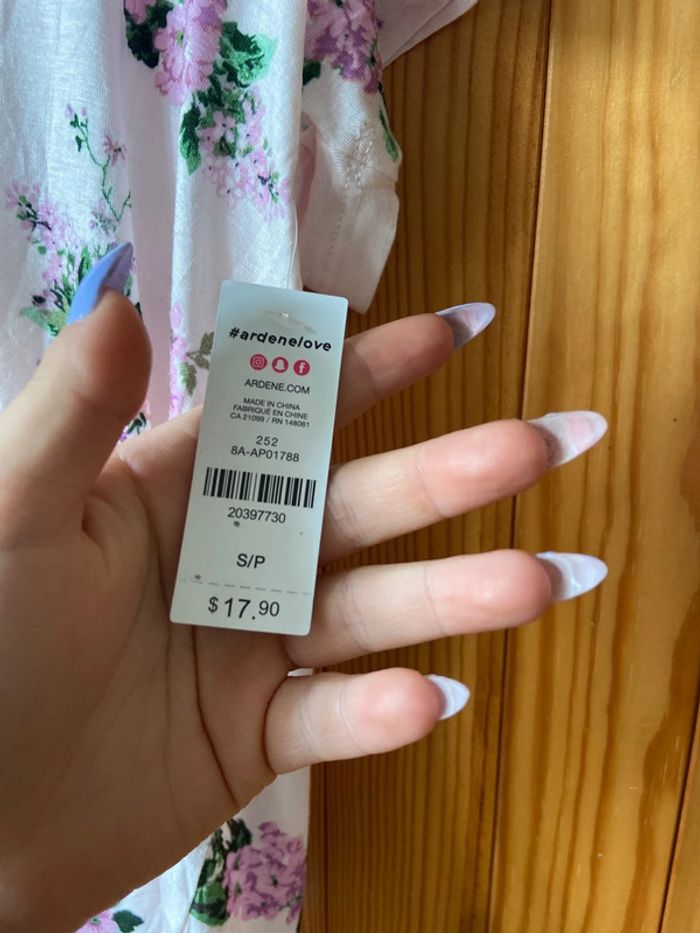 #ardenelove
ARDENE.COM
MADE IN CHINA
FABRIQUÉ EN CHINE
CA 21099 / RN 148061
252
8A-AP01788
20397730
S/P
$17.90